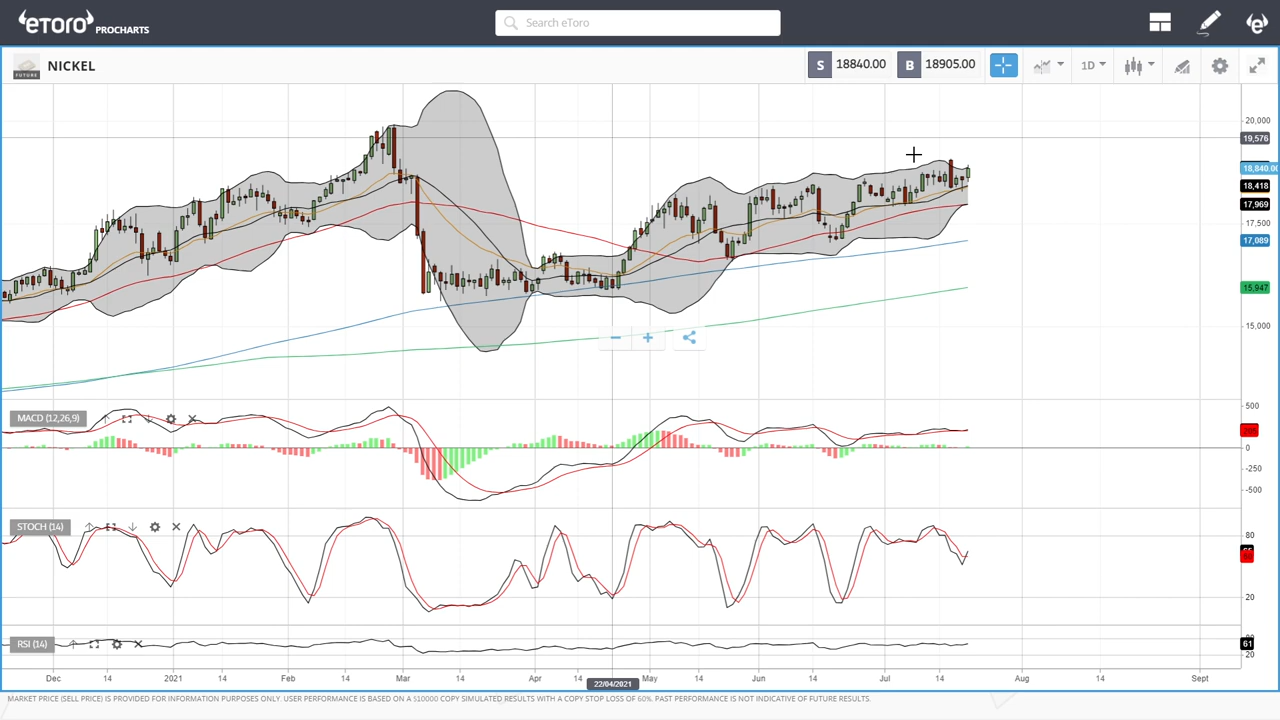 eToro PROCHARTS
Search eToro
FUTURE
NICKEL
S 18840.00 B 18905.00
1D
20,000
19,576
18,840.00
18,418
17,969
17,500
17,089
15,947
15,000
MACD (12,26,9)
500
0
-250
-500
STOCH (14)
80
20
RSI (14)
61
20
Dec 14 2021 14 Feb 14 Mar 14 Apr 14 22/04/2021 May 14 Jun 14 Jul 14 Aug 14 Sept
MARKET PRICE (SELL PRICE) IS PROVIDED FOR INFORMATION PURPOSES ONLY. USER PERFORMANCE IS BASED ON A $10000 COPY SIMULATED RESULTS WITH A COPY STOP LOSS OF 60%. PAST PERFORMANCE IS NOT INDICATIVE OF FUTURE RESULTS.